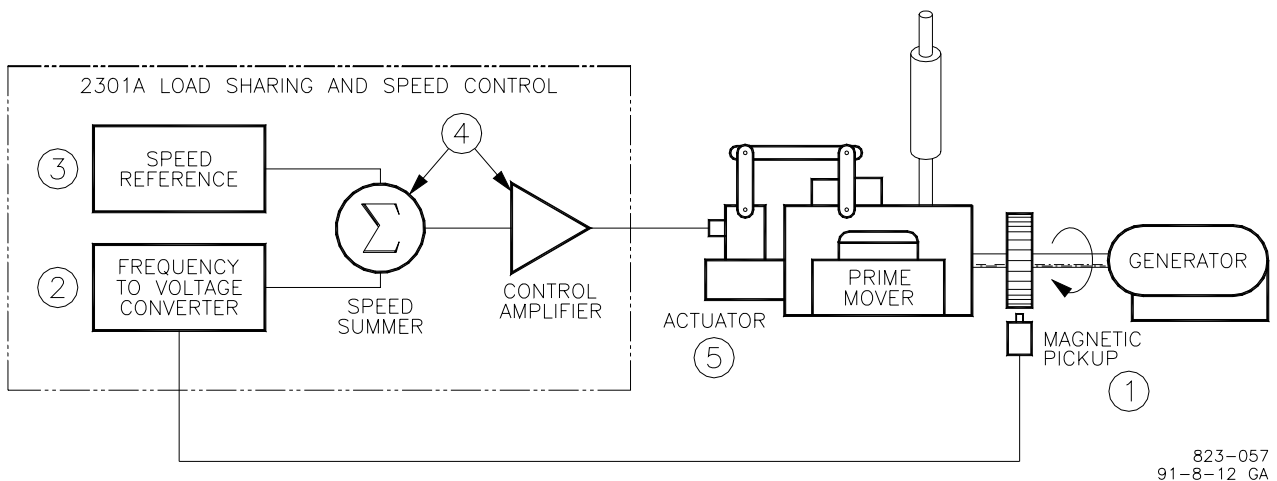 2301A LOAD SHARING AND SPEED CONTROL
3
SPEED
REFERENCE
4
Σ
2
FREQUENCY
TO VOLTAGE
CONVERTER
SPEED
SUMMER
CONTROL
AMPLIFIER
ACTUATOR
5
PRIME
MOVER
GENERATOR
MAGNETIC
PICKUP
1
823-057
91-8-12 GA